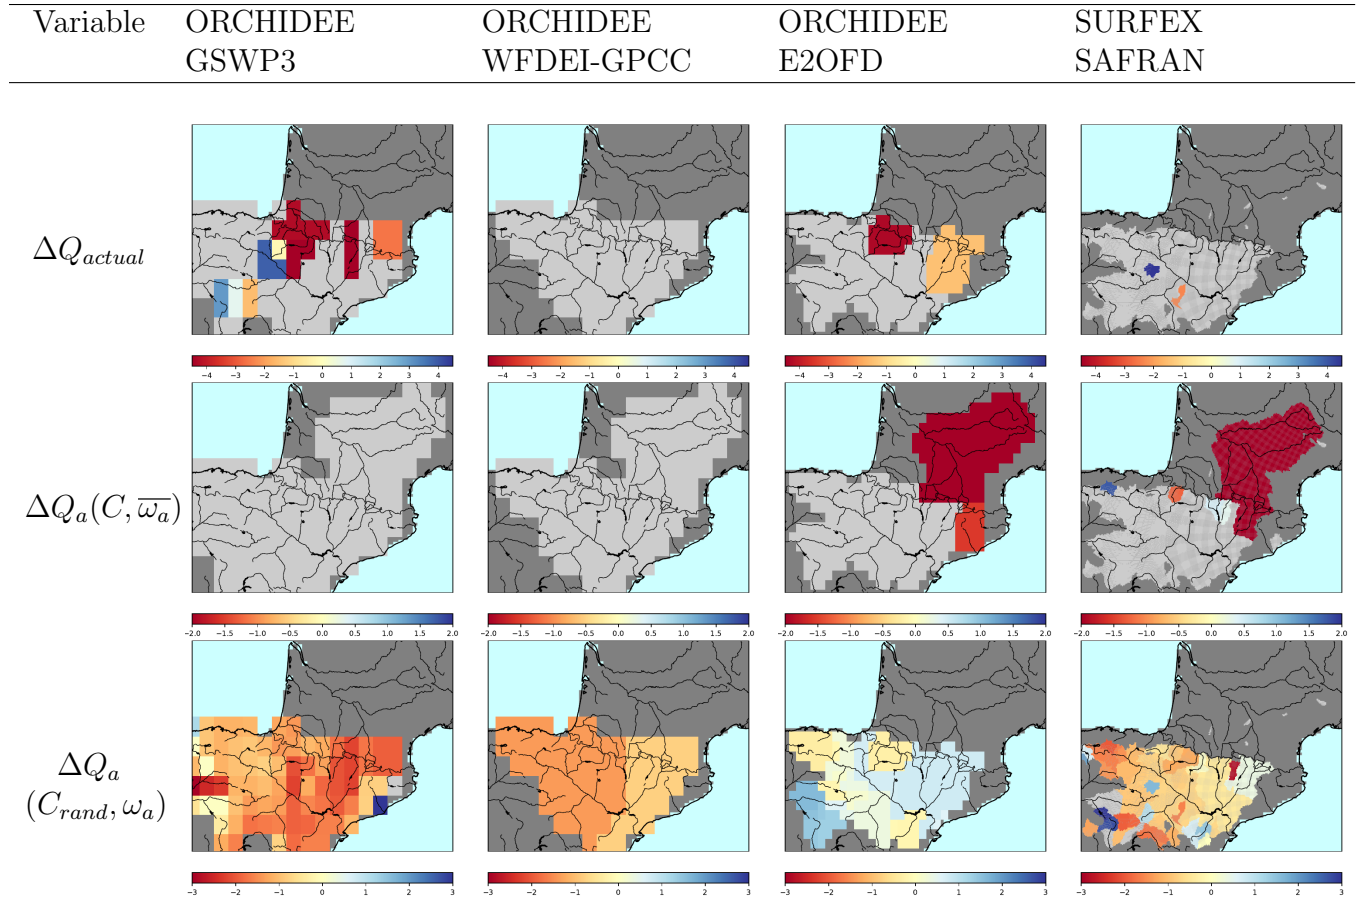 Variable ORCHIDEE ORCHIDEE ORCHIDEE SURFEX
GSWP3 WFDEI-GPCC E2OFD SAFRAN
ΔQ_actual
−4 −3 −2 −1 0 1 2 3 4 −4 −3 −2 −1 0 1 2 3 4 −4 −3 −2 −1 0 1 2 3 4 −4 −3 −2 −1 0 1 2 3 4
ΔQ_a(C, \overline{ω_a})
−2.0 −1.5 −1.0 −0.5 0.0 0.5 1.0 1.5 2.0 −2.0 −1.5 −1.0 −0.5 0.0 0.5 1.0 1.5 2.0 −2.0 −1.5 −1.0 −0.5 0.0 0.5 1.0 1.5 2.0 −2.0 −1.5 −1.0 −0.5 0.0 0.5 1.0 1.5 2.0
ΔQ_a
(C_rand, ω_a)
−3 −2 −1 0 1 2 3 −3 −2 −1 0 1 2 3 −3 −2 −1 0 1 2 3 −3 −2 −1 0 1 2 3